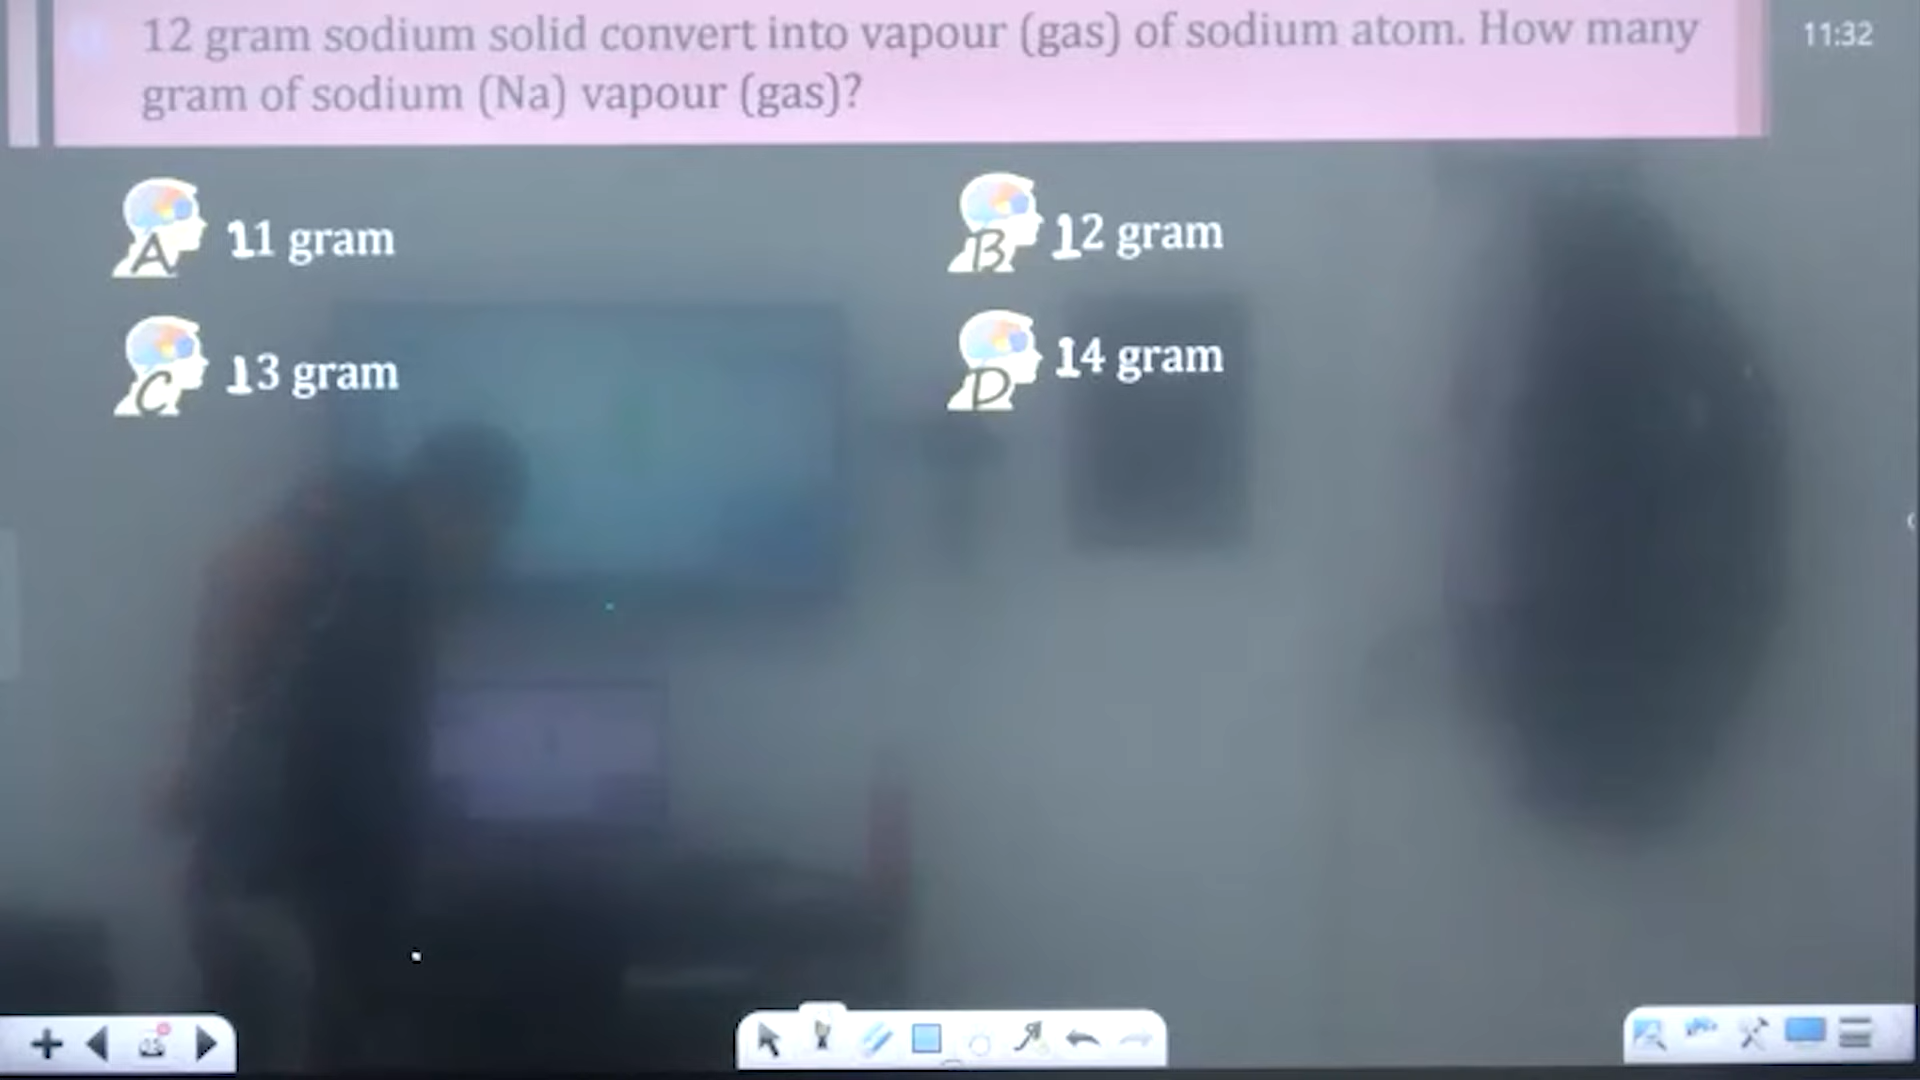 12 gram sodium solid convert into vapour (gas) of sodium atom. How many
11:32
gram of sodium (Na) vapour (gas)?
A 11 gram
B 12 gram
C 13 gram
D 14 gram